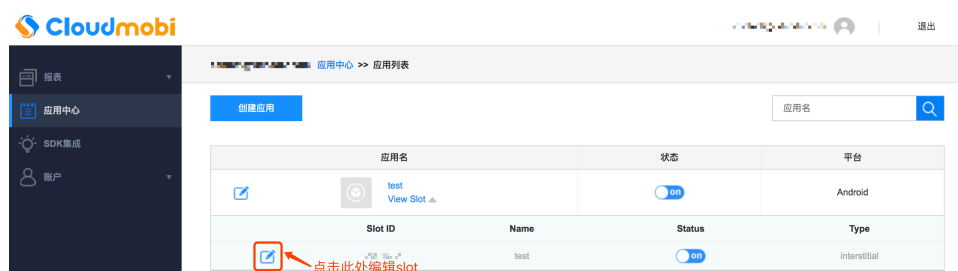 Cloudmobi
退出
报表
应用中心 >> 应用列表
应用中心
创建应用
应用名
SDK集成
账户
应用名 状态 平台
test
View Slot
on
Android
Slot ID Name Status Type
test on interstitial
点击此处编辑slot